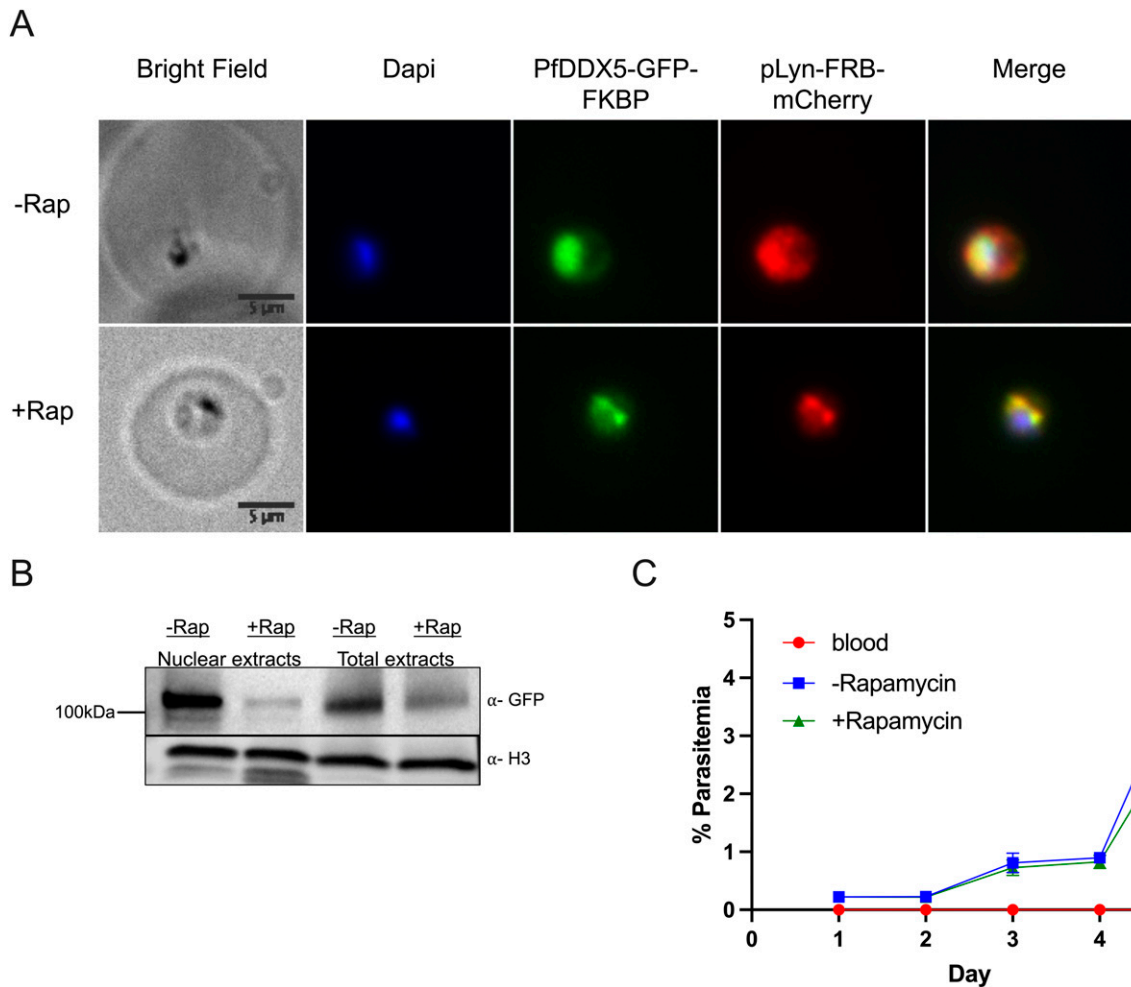 A
Bright Field
Dapi
PfDDX5-GFP-
FKBP
pLyn-FRB-
mCherry
Merge
-Rap
5 µm
+Rap
5 µm
B
-Rap +Rap -Rap +Rap
Nuclear extracts Total extracts
α- GFP
100kDa
α- H3
C
% Parasitemia
5
4
3
2
1
0
blood
-Rapamycin
+Rapamycin
0 1 2 3 4
Day